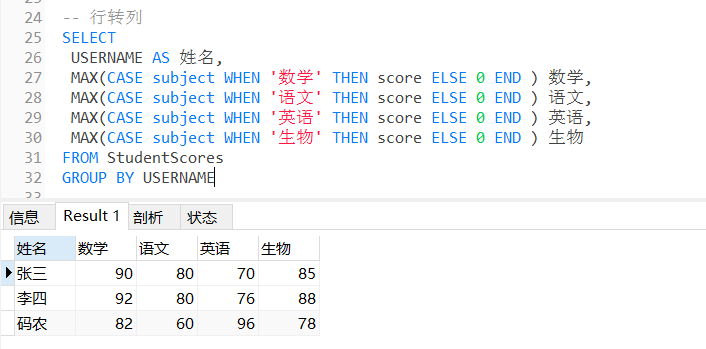 24 -- 行转列
25 SELECT
26 USERNAME AS 姓名,
27 MAX(CASE subject WHEN '数学' THEN score ELSE 0 END ) 数学,
28 MAX(CASE subject WHEN '语文' THEN score ELSE 0 END ) 语文,
29 MAX(CASE subject WHEN '英语' THEN score ELSE 0 END ) 英语,
30 MAX(CASE subject WHEN '生物' THEN score ELSE 0 END ) 生物
31 FROM StudentScores
32 GROUP BY USERNAME
33
信息 Result 1 剖析 状态
姓名 数学 语文 英语 生物
张三 90 80 70 85
李四 92 80 76 88
码农 82 60 96 78